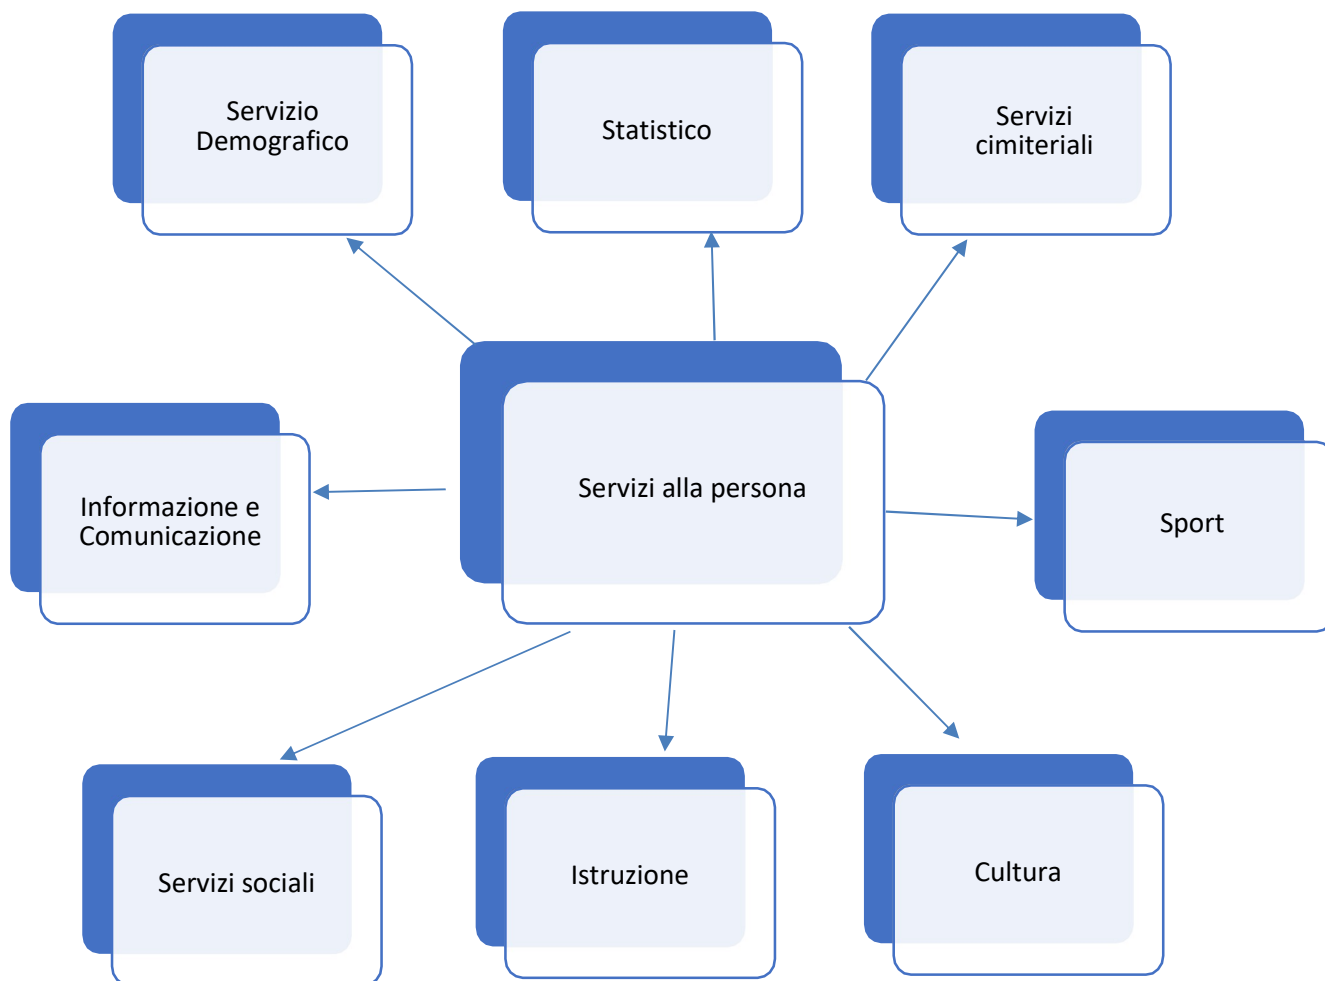 Servizio
Demografico
Statistico
Servizi
cimiteriali
Informazione e
Comunicazione
Servizi alla persona
Sport
Servizi sociali
Istruzione
Cultura